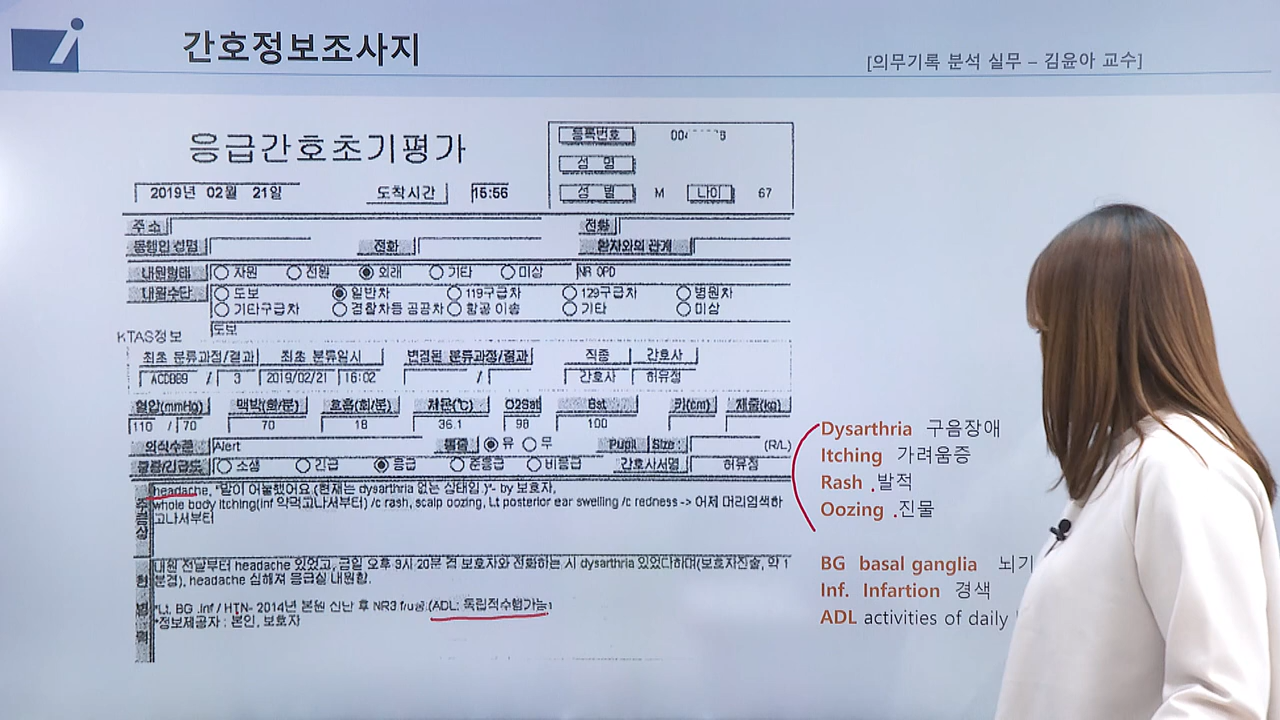 간호정보조사지
[의무기록 분석 실무 – 김윤아 교수]
응급간호초기평가
등록번호
성 명
2019년 02월 21일 도착시간 15:56
성 별 M 나이 67
주 소 전화
동행인 성명 전화 환자와의 관계
내원형태 자원 전원 외래 기타 미상 NR OPD
내원수단 도보 일반차 119구급차 129구급차 병원차
기타구급차 경찰차등 공공차 항공 이송 기타 미상
도보
KTAS정보
최초 분류과정/결과 최초 분류일시 변경된 분류과정/결과 직종 간호사
/ 3 2019/02/21 16:02 / 간호사 허유정
혈압(mmHg) 맥박(회/분) 호흡(회/분) 체온(℃) O2Sat Bst 키(cm) 체중(kg)
110 / 70 70 18 36.1 98 100
의식수준 Alert 통증 유 무 Pupil Size: (R/L)
소생 긴급 응급 준응급 비응급 간호사서명 허유정
headache, "말이 어눌했어요.(현재는 dysarthria 없는 상태임.)"- by 보호자,
whole body itching(inf 약먹고나서부터) /c rash, scalp oozing, Lt posterior ear swelling /c redness -> 어제 머리염색하
고나서부터
내원 전날부터 headache 있었고, 금일 오후 3시 20분 경 보호자와 전화하는 시 dysarthria 있었다하며(보호자진술, 약 1
분경), headache 심해져 응급실 내원함.
*Lt. BG .Inf / HTN- 2014년 본원 진단 후 NR3 f/u중.(ADL: 독립적수행가능)
*정보제공자 : 본인, 보호자
Dysarthria 구음장애
Itching 가려움증
Rash .발적
Oozing .진물
BG basal ganglia 뇌기
Inf. Infartion 경색
ADL activities of daily